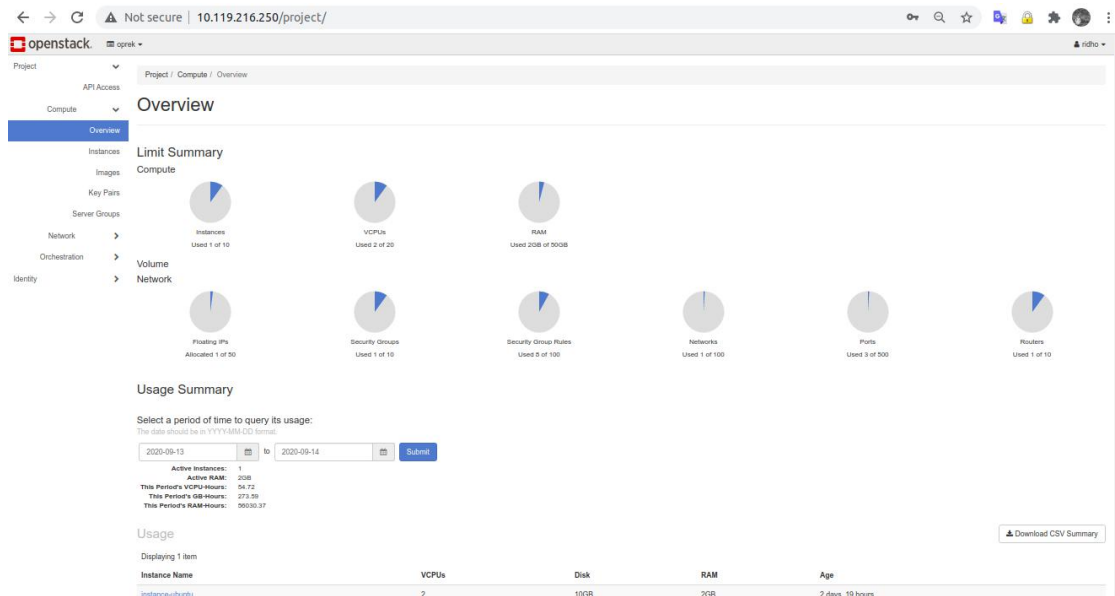 Not secure | 10.119.216.250/project/
openstack. oprek ridho
Project
API Access
Compute
Overview
Instances
Images
Key Pairs
Server Groups
Network
Orchestration
Identity
Project / Compute / Overview
Overview
Limit Summary
Compute
Instances
Used 1 of 10
VCPUs
Used 2 of 20
RAM
Used 2GB of 50GB
Volume
Network
Floating IPs
Allocated 1 of 50
Security Groups
Used 1 of 10
Security Group Rules
Used 8 of 100
Networks
Used 1 of 100
Ports
Used 3 of 500
Routers
Used 1 of 10
Usage Summary
Select a period of time to query its usage:
The date should be in YYYY-MM-DD format.
2020-09-13 to 2020-09-14 Submit
Active Instances: 1
Active RAM: 2GB
This Period's VCPU-Hours: 54.72
This Period's GB-Hours: 273.59
This Period's RAM-Hours: 56030.37
Usage
Download CSV Summary
Displaying 1 item
Instance Name VCPUs Disk RAM Age
instance-ubuntu 2 10GB 2GB 2 days, 19 hours